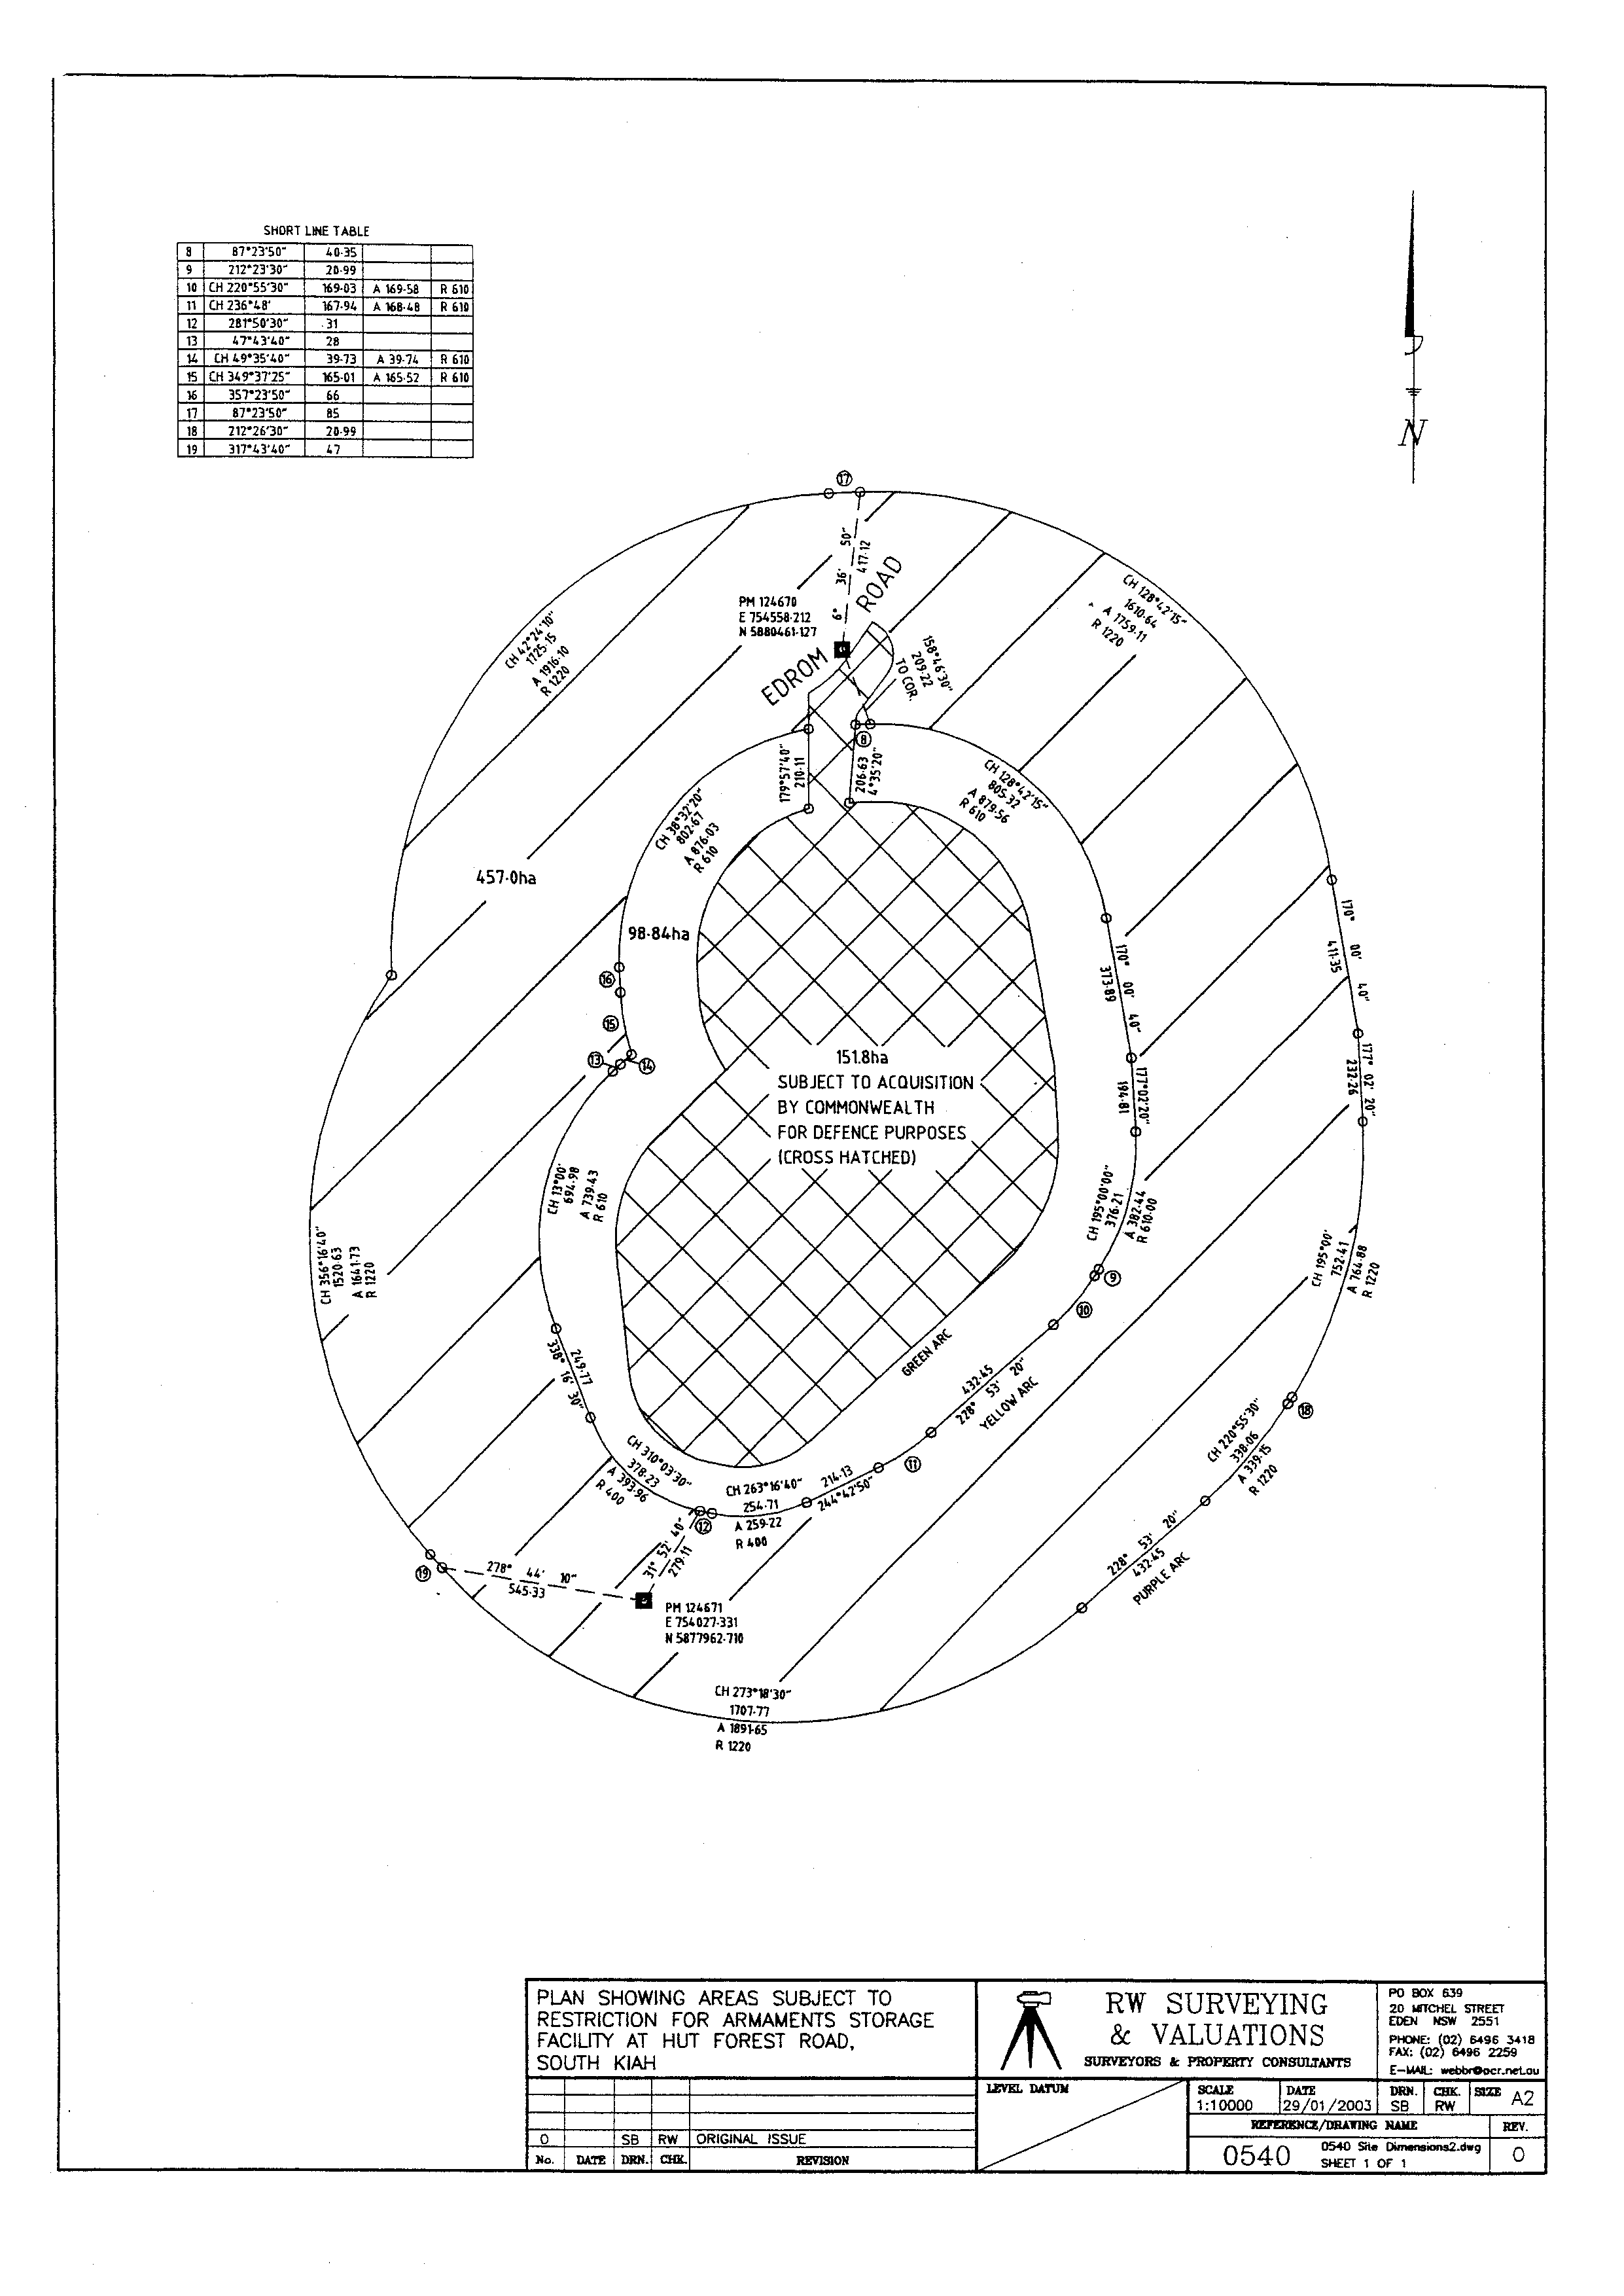 SHORT LINE TABLE
8 87°23'50" 40·35
9 212°23'30" 20·99
10 CH 220°55'30" 169·03 A 169·58 R 610
11 CH 236°48' 167·94 A 168·48 R 610
12 281°50'30" 31
13 47°43'40" 28
14 CH 49°35'40" 39·73 A 39·74 R 610
15 CH 349°37'25" 165·01 A 165·52 R 610
16 357°23'50" 66
17 87°23'50" 85
18 212°26'30" 20·99
19 317°43'40" 47
N
17
6° 36' 50"
417·12
EDROM ROAD
PM 124670
E 754558·212
N 5880461·127
158°46'30"
209·22
TO COR.
CH 128°42'15"
1610·64
A 1759·11
R 1220
CH 42°24'10"
1725·15
A 1916·10
R 1220
8
179°57'40"
210·11
206·63
4°35'20"
CH 128°42'15"
805·32
A 879·56
R 610
CH 38°32'20"
802·67
A 876·03
R 610
457·0ha
98·84ha
170° 00' 40"
411·35
170° 00' 40"
373·89
16
15
13
14
151.8ha
SUBJECT TO ACQUISITION
BY COMMONWEALTH
FOR DEFENCE PURPOSES
(CROSS HATCHED)
177°02'20"
194·81
177° 02' 20"
232·26
CH 13°00'
694·98
A 739·43
R 610
CH 195°00'00"
376·21
A 382·44
R 610·00
CH 356°16'40"
1520·63
A 1641·73
R 1220
CH 195°00'
752·41
A 764·88
R 1220
9
10
338° 16' 30"
249·77
GREEN ARC
432·45
228° 53' 20"
YELLOW ARC
18
CH 220°55'30"
338·06
A 339·15
R 1220
11
CH 310°03'30"
378·23
A 393·96
R 400
CH 263°16'40"
254·71
A 259·22
R 400
214·13
244°42'50"
12
31° 52' 40"
279·11
228° 53' 20"
432·45
PURPLE ARC
19
278° 44' 10"
545·33
PM 124671
E 754027·331
N 5877962·710
CH 273°18'30"
1707·77
A 1891·65
R 1220
PLAN SHOWING AREAS SUBJECT TO
RESTRICTION FOR ARMAMENTS STORAGE
FACILITY AT HUT FOREST ROAD,
SOUTH KIAH
RW SURVEYING
& VALUATIONS
SURVEYORS & PROPERTY CONSULTANTS
PO BOX 639
20 MITCHEL STREET
EDEN NSW 2551
PHONE: (02) 6496 3418
FAX: (02) 6496 2259
E-MAIL: webbr@acr.net.au
LEVEL DATUM
SCALE
1:10000
DATE
29/01/2003
DRN.
SB
CHK.
RW
SIZE A2
REFERENCE/DRAWING NAME
REV.
0540
0540 Site Dimensions2.dwg
SHEET 1 OF 1
0
0 SB RW ORIGINAL ISSUE
No. DATE DRN. CHK. REVISION